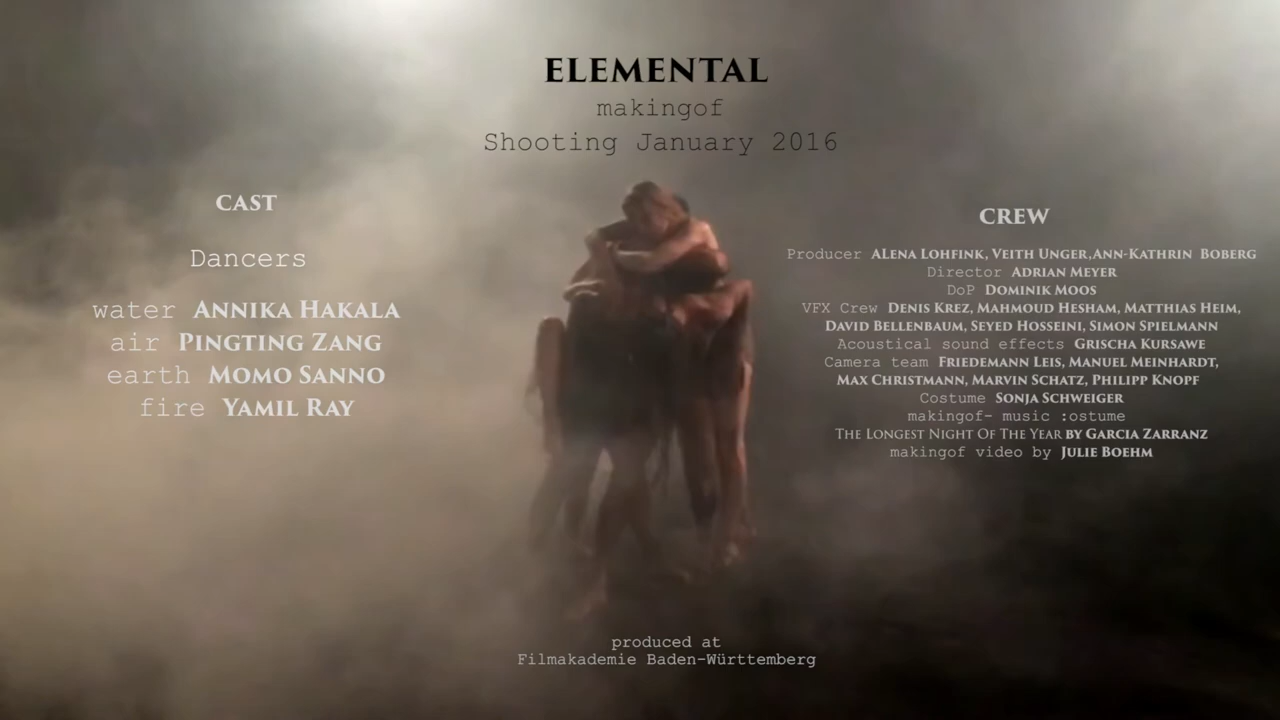 ELEMENTAL
makingof
Shooting January 2016
CAST
Dancers
water ANNIKA HAKALA
air PINGTING ZANG
earth MOMO SANNO
fire YAMIL RAY
CREW
Producer ALENA LOHFINK, VEITH UNGER,ANN-KATHRIN BOBERG
Director ADRIAN MEYER
DoP DOMINIK MOOS
VFX Crew DENIS KREZ, MAHMOUD HESHAM, MATTHIAS HEIM,
DAVID BELLENBAUM, SEYED HOSSEINI, SIMON SPIELMANN
Acoustical sound effects GRISCHA KURSAWE
Camera team FRIEDEMANN LEIS, MANUEL MEINHARDT,
MAX CHRISTMANN, MARVIN SCHATZ, PHILIPP KNOPF
Costume SONJA SCHWEIGER
makingof- music :ostume
THE LONGEST NIGHT OF THE YEAR BY GARCIA ZARRANZ
makingof video by JULIE BOEHM
produced at
Filmakademie Baden-Württemberg